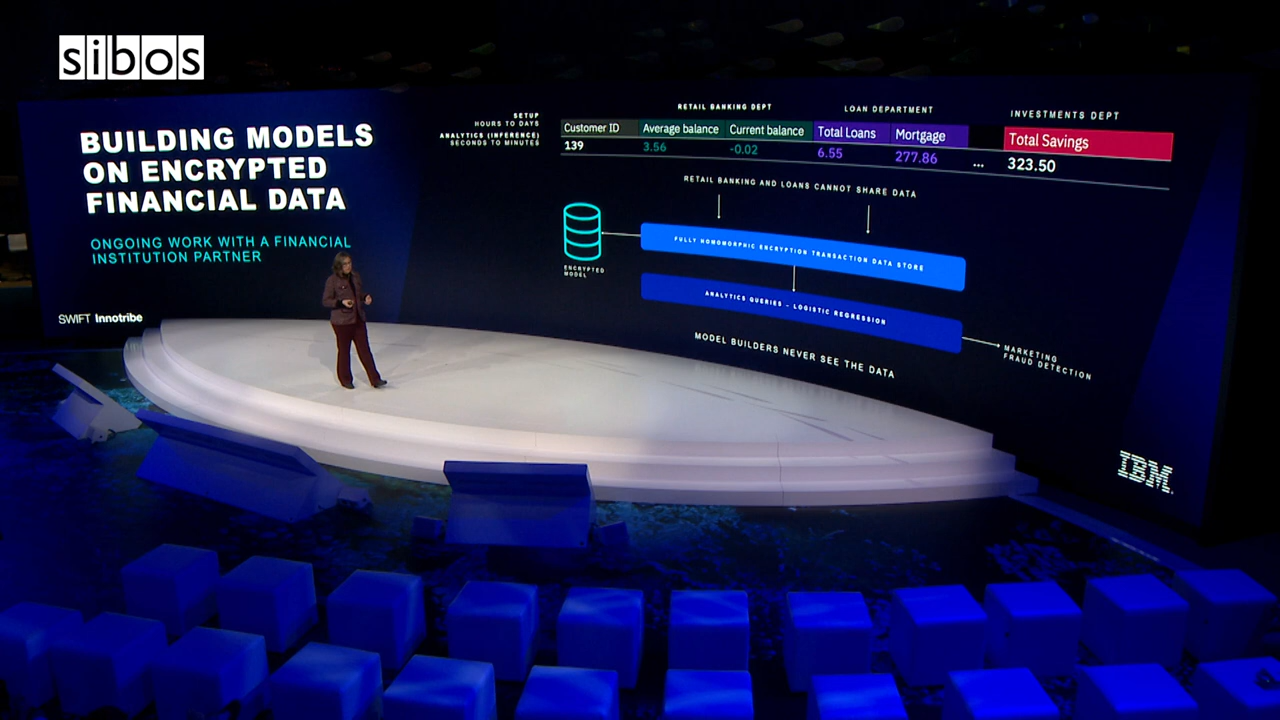 sibos
BUILDING MODELS
ON ENCRYPTED
FINANCIAL DATA
ONGOING WORK WITH A FINANCIAL
INSTITUTION PARTNER
SWIFT Innotribe
SETUP
HOURS TO DAYS
ANALYTICS (INFERENCE)
SECONDS TO MINUTES
RETAIL BANKING DEPT LOAN DEPARTMENT INVESTMENTS DEPT
Customer ID Average balance Current balance Total Loans Mortgage Total Savings
139 3.56 -0.02 6.55 277.86 ... 323.50
RETAIL BANKING AND LOANS CANNOT SHARE DATA
FULLY HOMOMORPHIC ENCRYPTION TRANSACTION DATA STORE
ENCRYPTED
MODEL
ANALYTICS QUERIES - LOGISTIC REGRESSION
MARKETING
FRAUD DETECTION
MODEL BUILDERS NEVER SEE THE DATA
IBM